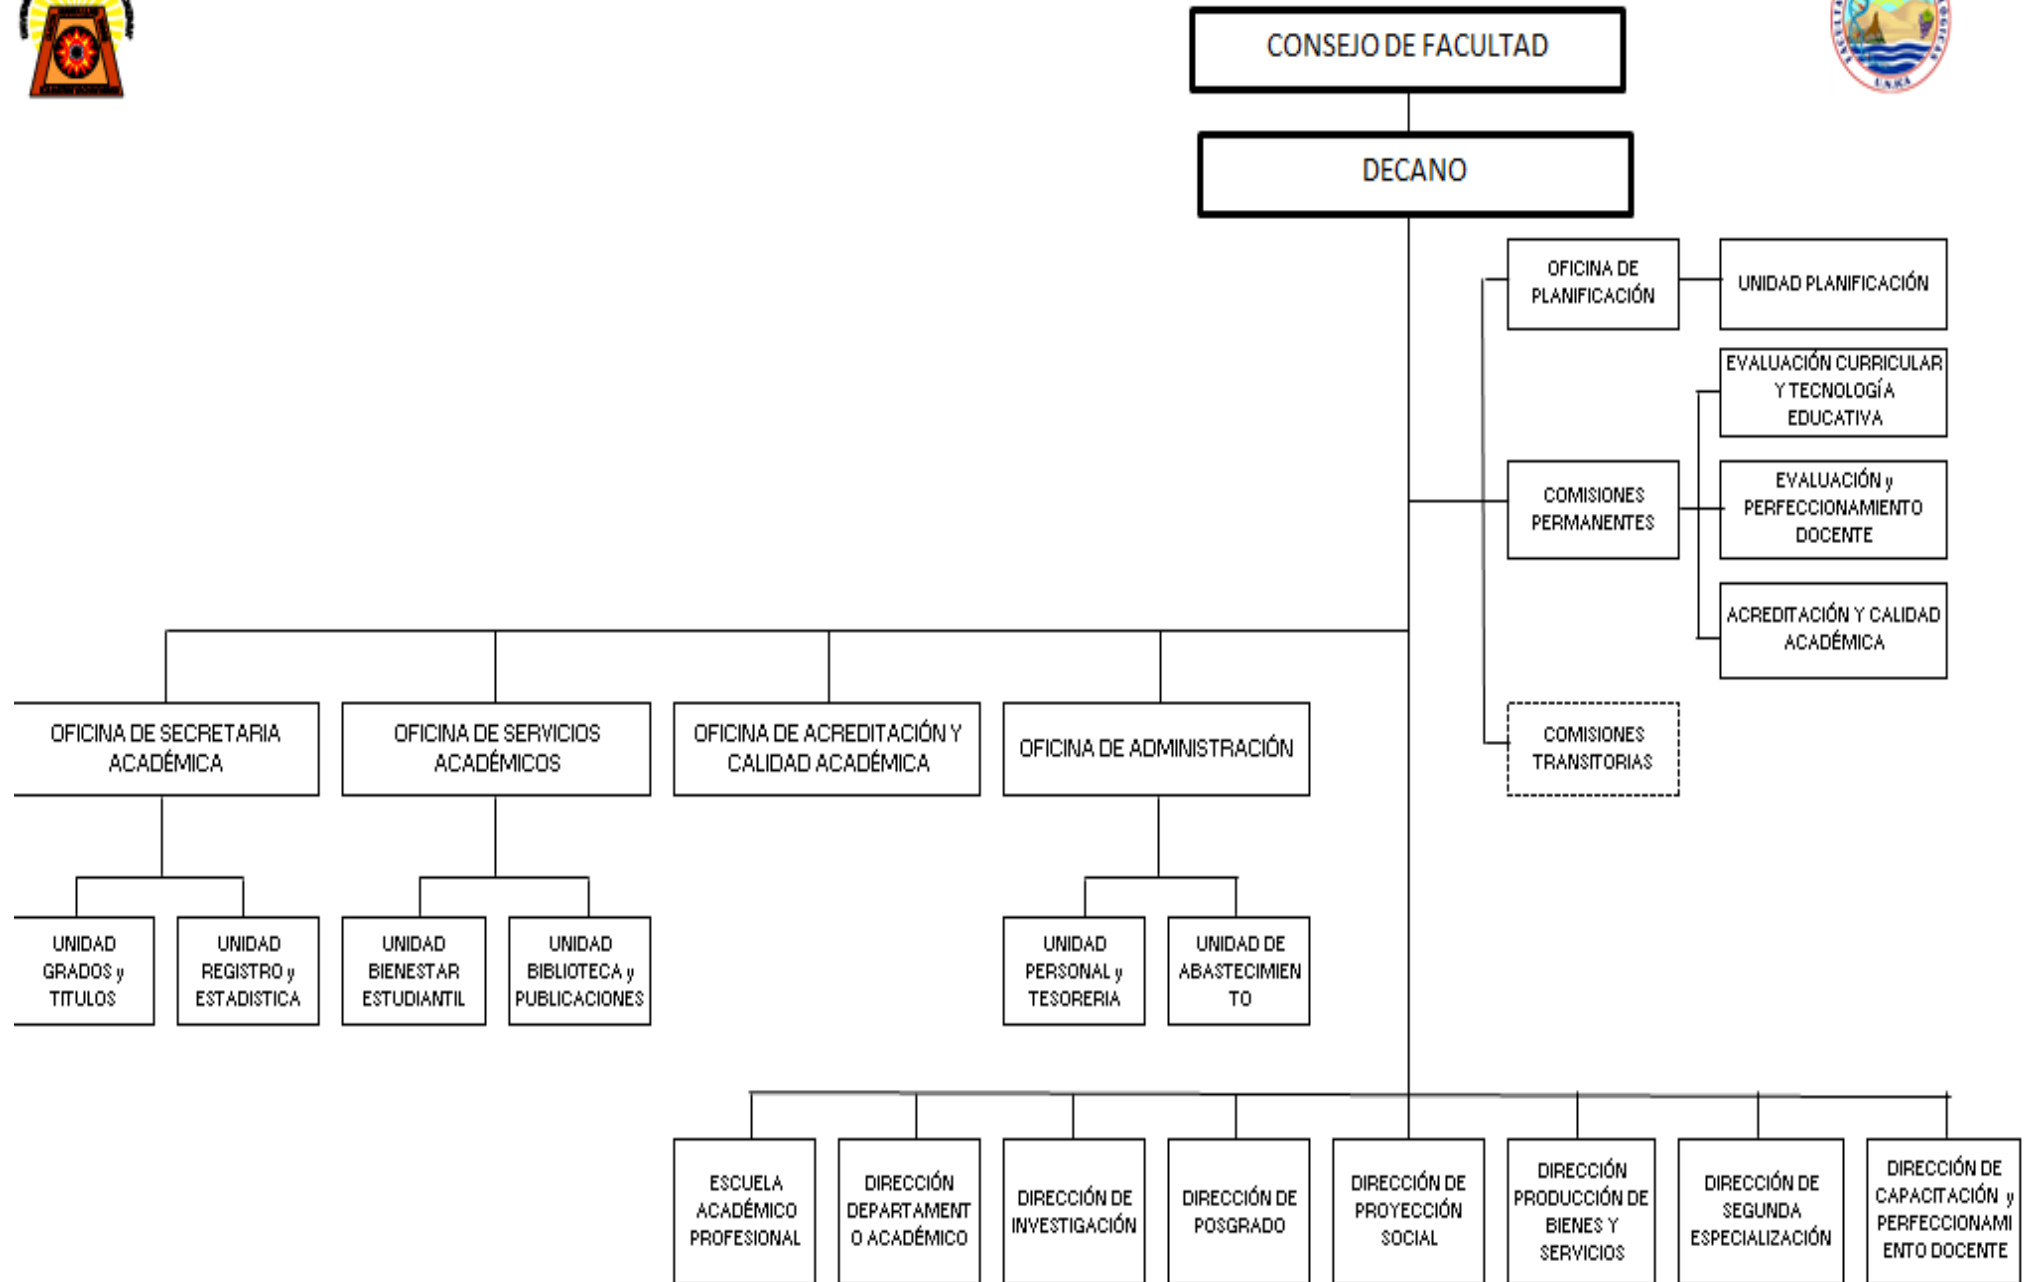 CONSEJO DE FACULTAD
DECANO
OFICINA DE
PLANIFICACIÓN
UNIDAD PLANIFICACIÓN
EVALUACIÓN CURRICULAR
Y TECNOLOGÍA
EDUCATIVA
COMISIONES
PERMANENTES
EVALUACIÓN y
PERFECCIONAMIENTO
DOCENTE
ACREDITACIÓN Y CALIDAD
ACADÉMICA
COMISIONES
TRANSITORIAS
OFICINA DE SECRETARIA
ACADÉMICA
OFICINA DE SERVICIOS
ACADÉMICOS
OFICINA DE ACREDITACIÓN Y
CALIDAD ACADÉMICA
OFICINA DE ADMINISTRACIÓN
UNIDAD
GRADOS y
TITULOS
UNIDAD
REGISTRO y
ESTADISTICA
UNIDAD
BIENESTAR
ESTUDIANTIL
UNIDAD
BIBLIOTECA y
PUBLICACIONES
UNIDAD
PERSONAL y
TESORERIA
UNIDAD DE
ABASTECIMIEN
TO
ESCUELA
ACADÉMICO
PROFESIONAL
DIRECCIÓN
DEPARTAMENT
O ACADÉMICO
DIRECCIÓN DE
INVESTIGACIÓN
DIRECCIÓN DE
POSGRADO
DIRECCIÓN DE
PROYECCIÓN
SOCIAL
DIRECCIÓN
PRODUCCIÓN DE
BIENES Y
SERVICIOS
DIRECCIÓN DE
SEGUNDA
ESPECIALIZACIÓN
DIRECCIÓN DE
CAPACITACIÓN y
PERFECCIONAMI
ENTO DOCENTE